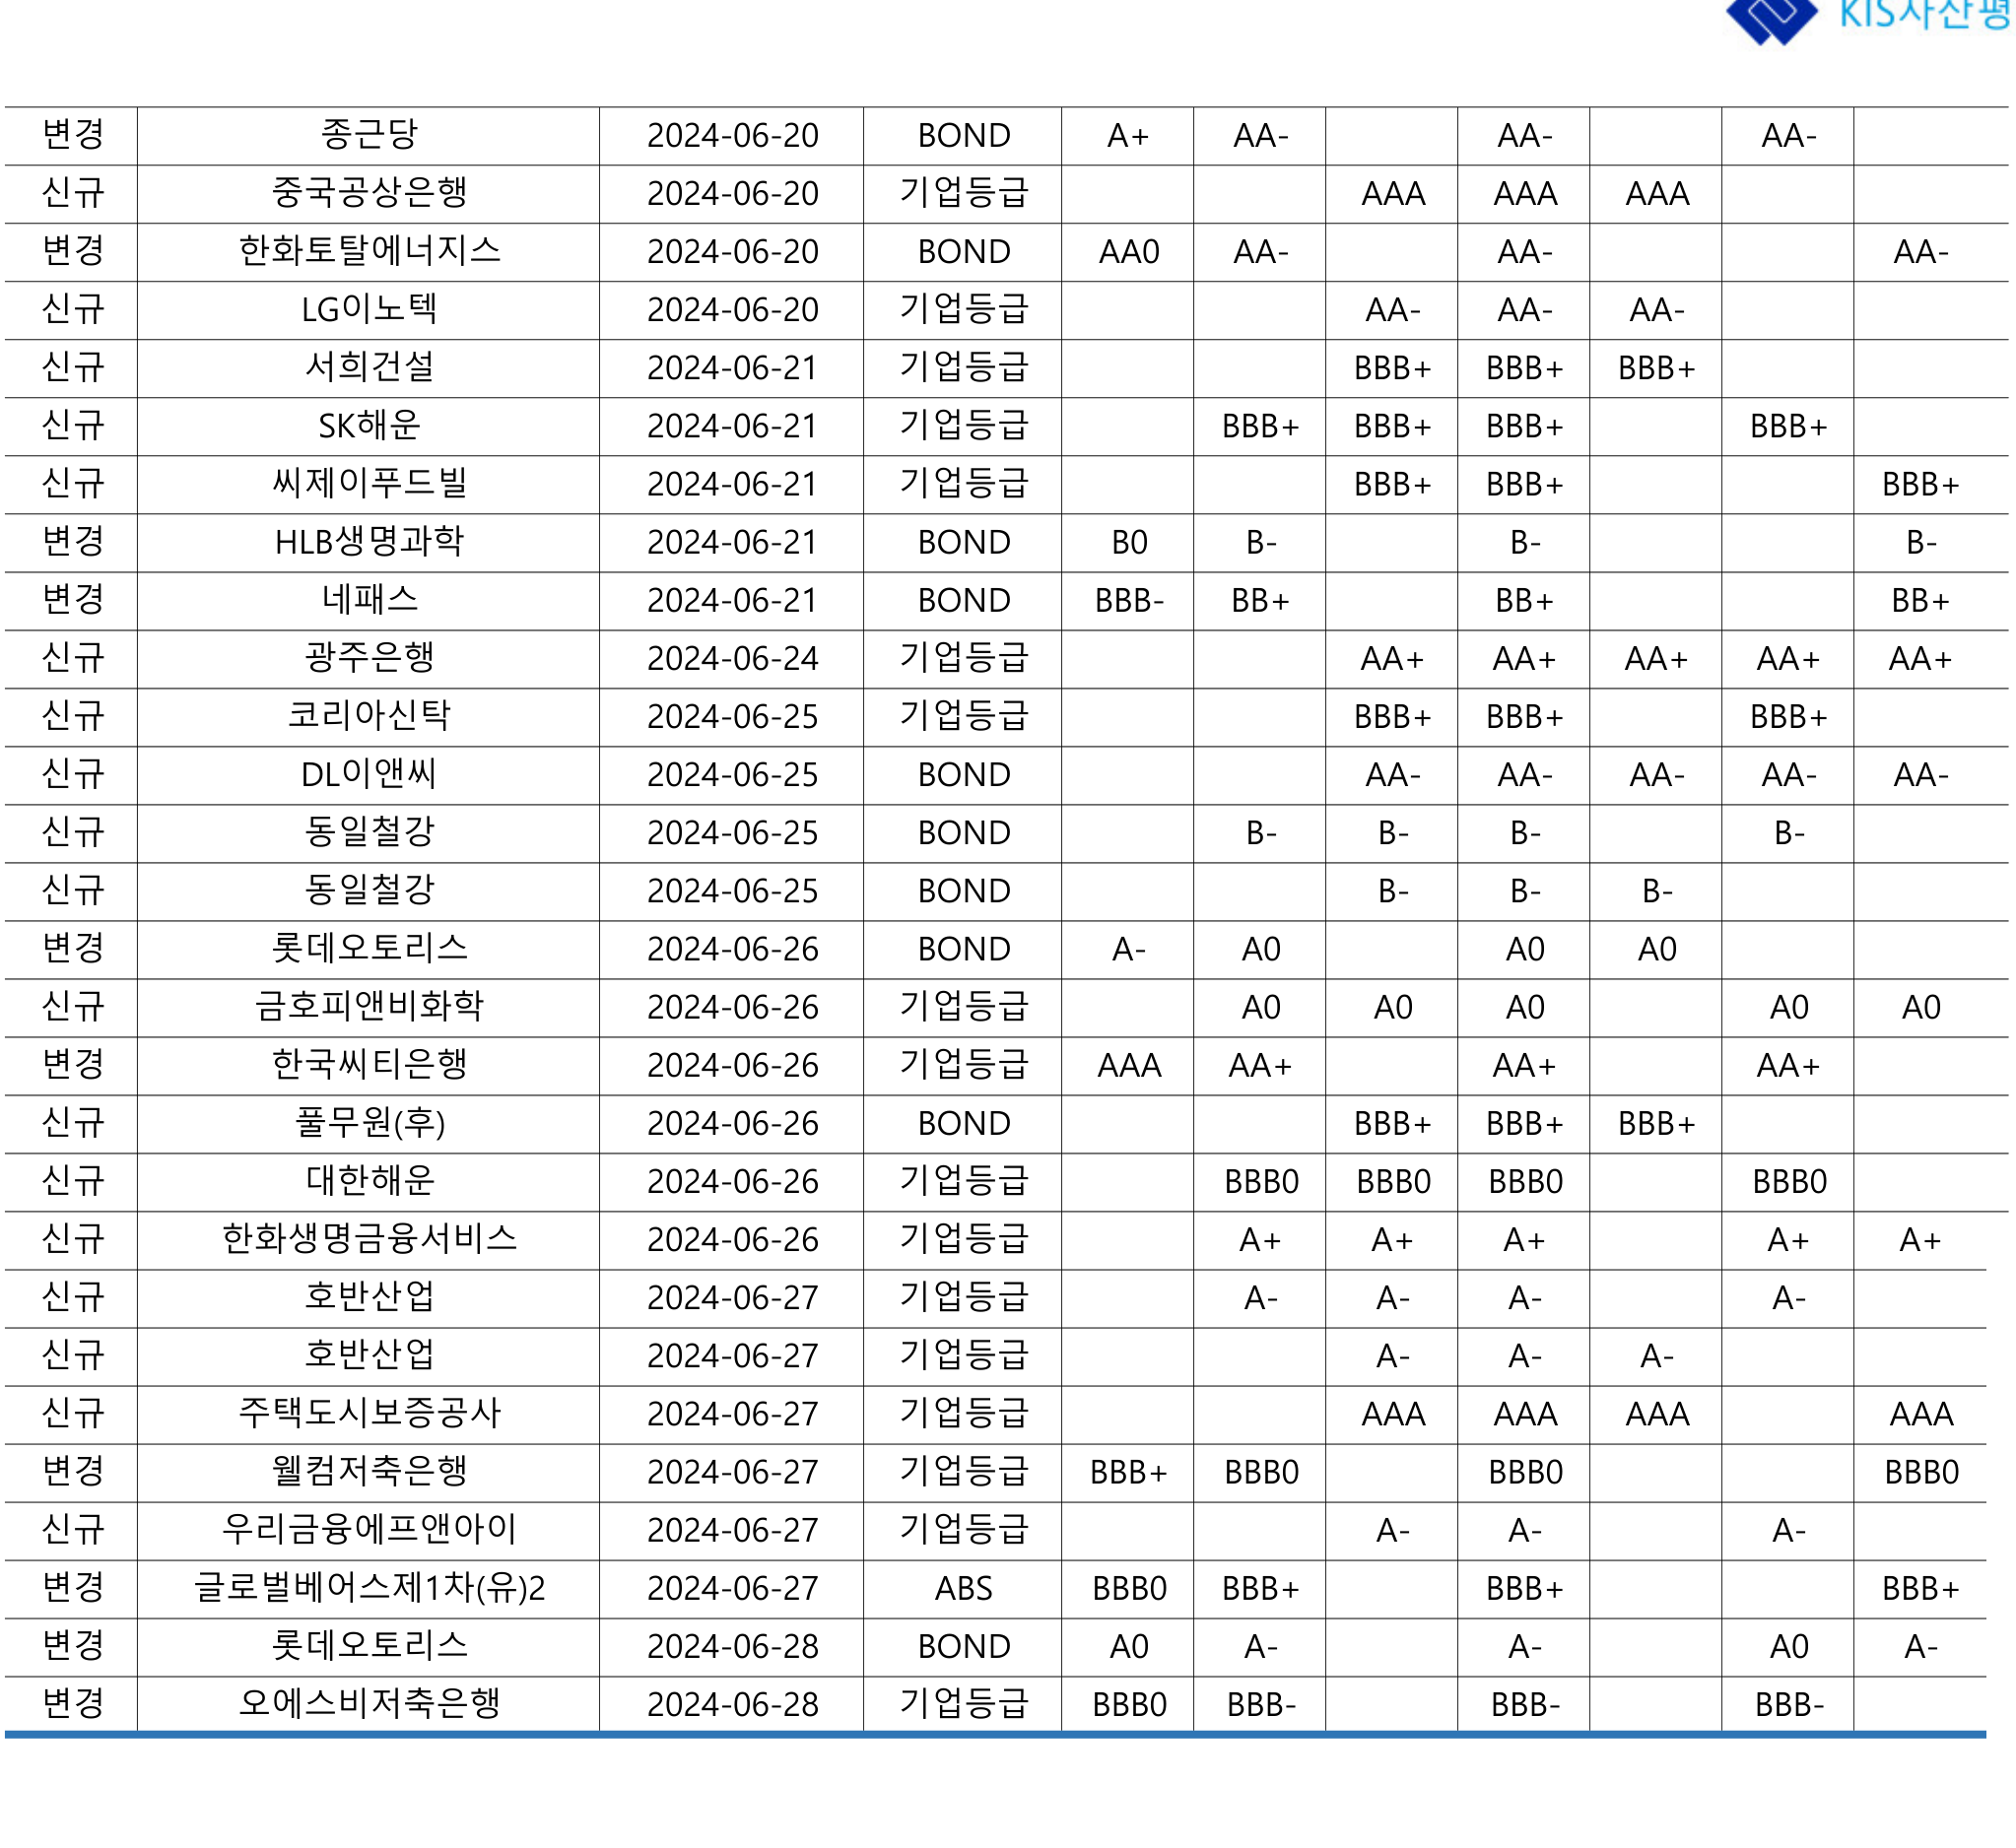 KIS자산평
변경 종근당 2024-06-20 BOND A+ AA- AA- AA-
신규 중국공상은행 2024-06-20 기업등급 AAA AAA AAA
변경 한화토탈에너지스 2024-06-20 BOND AA0 AA- AA- AA-
신규 LG이노텍 2024-06-20 기업등급 AA- AA- AA-
신규 서희건설 2024-06-21 기업등급 BBB+ BBB+ BBB+
신규 SK해운 2024-06-21 기업등급 BBB+ BBB+ BBB+ BBB+
신규 씨제이푸드빌 2024-06-21 기업등급 BBB+ BBB+ BBB+
변경 HLB생명과학 2024-06-21 BOND B0 B- B- B-
변경 네패스 2024-06-21 BOND BBB- BB+ BB+ BB+
신규 광주은행 2024-06-24 기업등급 AA+ AA+ AA+ AA+ AA+
신규 코리아신탁 2024-06-25 기업등급 BBB+ BBB+ BBB+
신규 DL이앤씨 2024-06-25 BOND AA- AA- AA- AA- AA-
신규 동일철강 2024-06-25 BOND B- B- B- B-
신규 동일철강 2024-06-25 BOND B- B- B-
변경 롯데오토리스 2024-06-26 BOND A- A0 A0 A0
신규 금호피앤비화학 2024-06-26 기업등급 A0 A0 A0 A0 A0
변경 한국씨티은행 2024-06-26 기업등급 AAA AA+ AA+ AA+
신규 풀무원(후) 2024-06-26 BOND BBB+ BBB+ BBB+
신규 대한해운 2024-06-26 기업등급 BBB0 BBB0 BBB0 BBB0
신규 한화생명금융서비스 2024-06-26 기업등급 A+ A+ A+ A+ A+
신규 호반산업 2024-06-27 기업등급 A- A- A- A-
신규 호반산업 2024-06-27 기업등급 A- A- A-
신규 주택도시보증공사 2024-06-27 기업등급 AAA AAA AAA AAA
변경 웰컴저축은행 2024-06-27 기업등급 BBB+ BBB0 BBB0 BBB0
신규 우리금융에프앤아이 2024-06-27 기업등급 A- A- A-
변경 글로벌베어스제1차(유)2 2024-06-27 ABS BBB0 BBB+ BBB+ BBB+
변경 롯데오토리스 2024-06-28 BOND A0 A- A- A0 A-
변경 오에스비저축은행 2024-06-28 기업등급 BBB0 BBB- BBB- BBB-